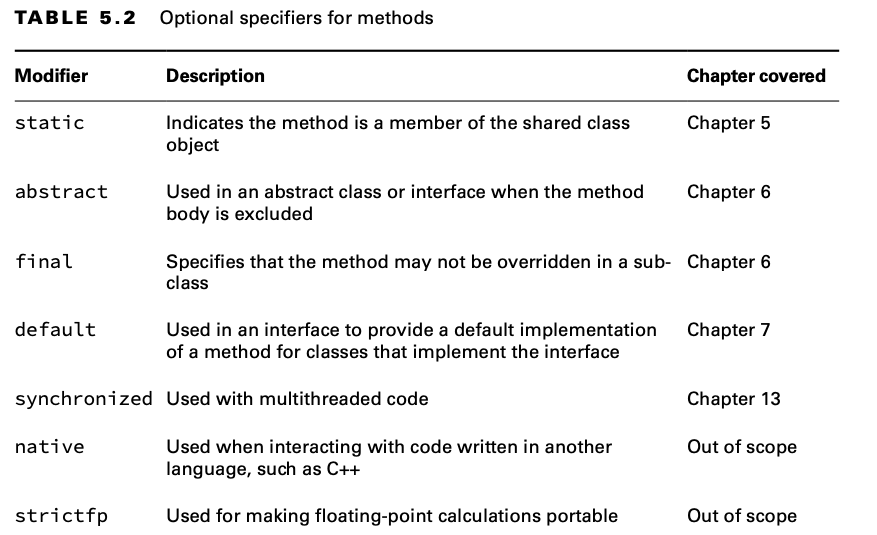 TABLE 5.2 Optional specifiers for methods
Modifier Description Chapter covered
static Indicates the method is a member of the shared class Chapter 5
object
abstract Used in an abstract class or interface when the method Chapter 6
body is excluded
final Specifies that the method may not be overridden in a sub- Chapter 6
class
default Used in an interface to provide a default implementation Chapter 7
of a method for classes that implement the interface
synchronized Used with multithreaded code Chapter 13
native Used when interacting with code written in another Out of scope
language, such as C++
strictfp Used for making floating-point calculations portable Out of scope